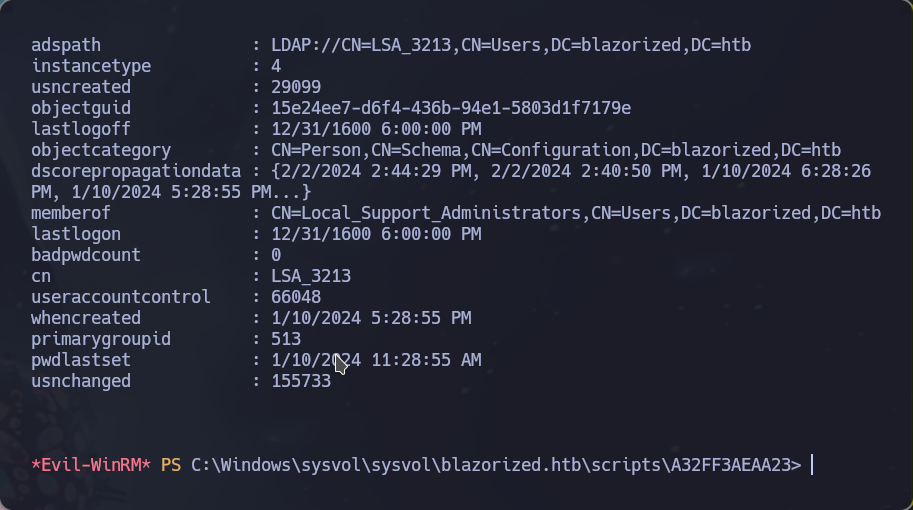 adspath : LDAP://CN=LSA_3213,CN=Users,DC=blazorized,DC=htb
instancetype : 4
usncreated : 29099
objectguid : 15e24ee7-d6f4-436b-94e1-5803d1f7179e
lastlogoff : 12/31/1600 6:00:00 PM
objectcategory : CN=Person,CN=Schema,CN=Configuration,DC=blazorized,DC=htb
dscorepropagationdata : {2/2/2024 2:44:29 PM, 2/2/2024 2:40:50 PM, 1/10/2024 6:28:26
PM, 1/10/2024 5:28:55 PM...}
memberof : CN=Local_Support_Administrators,CN=Users,DC=blazorized,DC=htb
lastlogon : 12/31/1600 6:00:00 PM
badpwdcount : 0
cn : LSA_3213
useraccountcontrol : 66048
whencreated : 1/10/2024 5:28:55 PM
primarygroupid : 513
pwdlastset : 1/10/2024 11:28:55 AM
usnchanged : 155733
*Evil-WinRM* PS C:\Windows\sysvol\sysvol\blazorized.htb\scripts\A32FF3AEAA23>